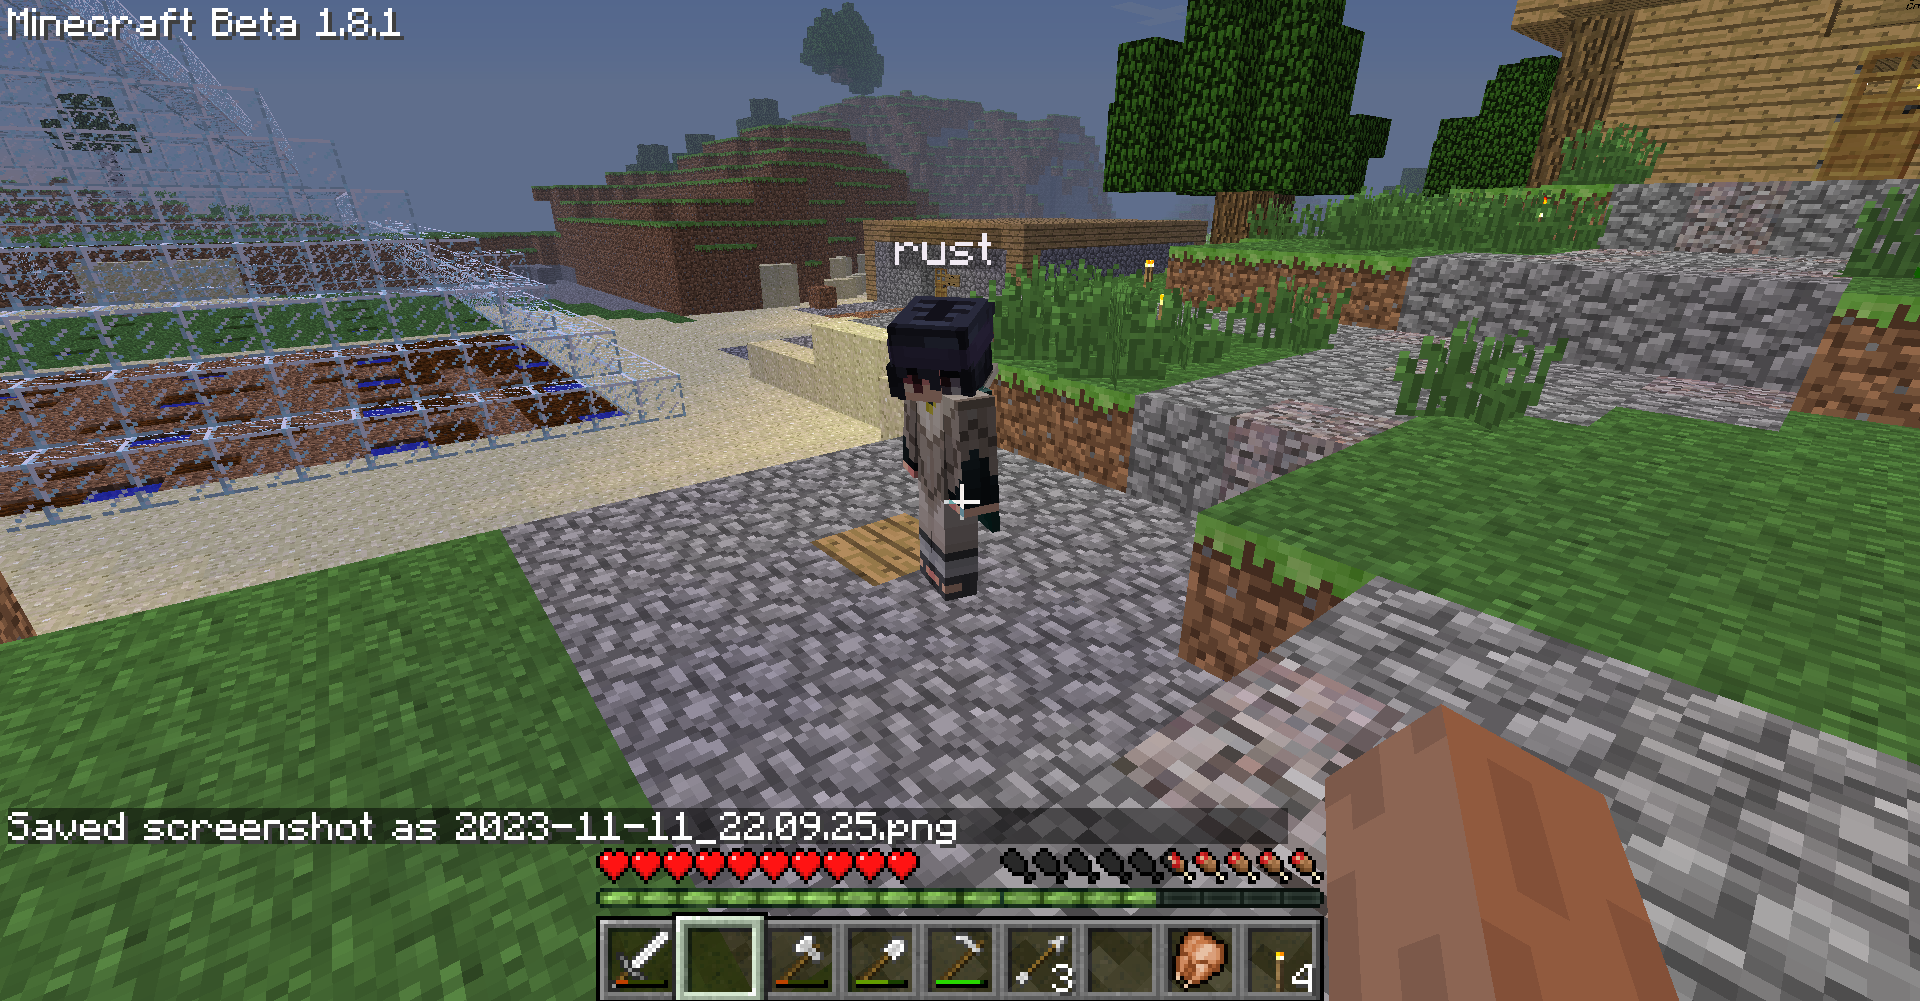 Minecraft Beta 1.8.1
rust
Saved screenshot as 2023-11-11_22.09.25.png
3
4